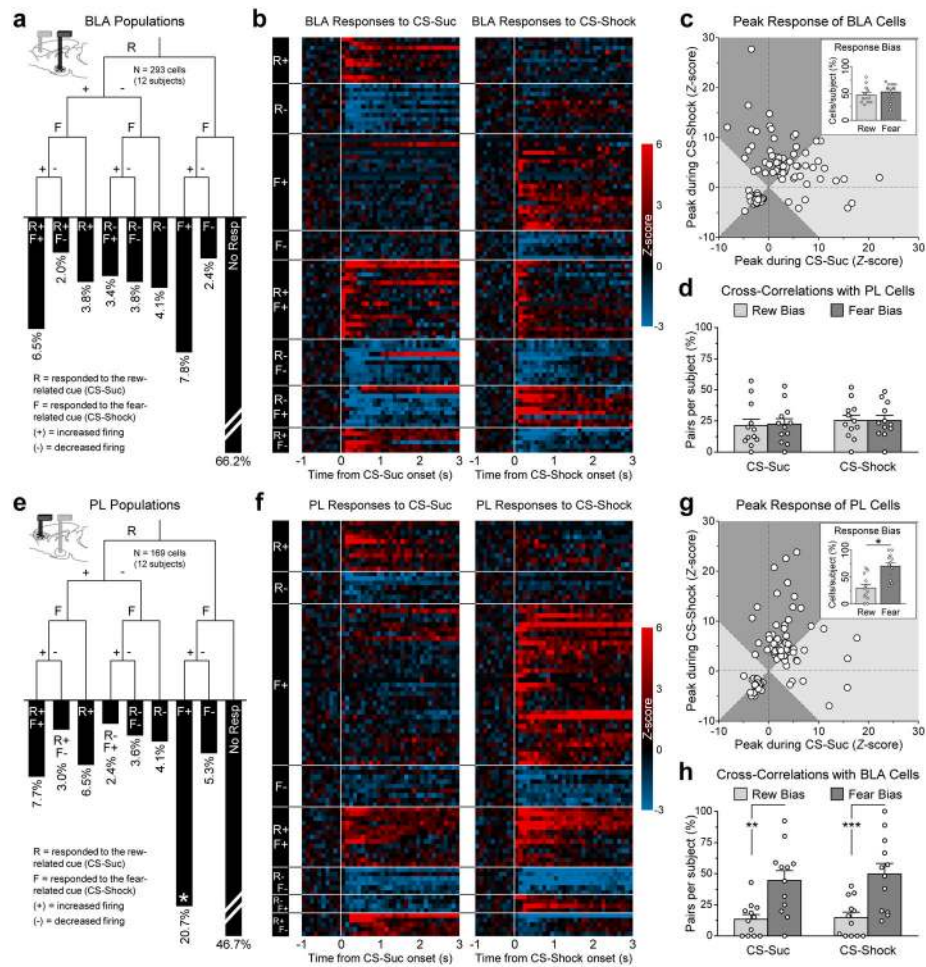 a BLA Populations
R
N = 293 cells
(12 subjects)
+ -
F F F
+ - + - + -
R+ F+ R+ F- R+ R- F+ R- F- R- F+ F- No Resp
6.5% 2.0% 3.8% 3.4% 3.8% 4.1% 7.8% 2.4% 66.2%
R = responded to the rew-
related cue (CS-Suc)
F = responded to the fear-
related cue (CS-Shock)
(+) = increased firing
(-) = decreased firing
b BLA Responses to CS-Suc BLA Responses to CS-Shock
R+
R-
F+
F-
R+
F+
R-
F-
R-
F+
R+
F-
-1 0 1 2 3 -1 0 1 2 3
Time from CS-Suc onset (s) Time from CS-Shock onset (s)
6
Z-score
0
-3
c Peak Response of BLA Cells
Peak during CS-Shock (Z-score)
30
20
10
0
-10
-10 0 10 20 30
Peak during CS-Suc (Z-score)
Response Bias
Cells/subject (%)
100
50
0
Rew Fear
d Cross-Correlations with PL Cells
Rew Bias Fear Bias
Pairs per subject (%)
100
75
50
25
0
CS-Suc CS-Shock
e PL Populations
R
N = 169 cells
(12 subjects)
+ -
F F F
+ - + - + -
R+ F+ R+ F- R+ R- F+ R- F- R- F+ F- No Resp
7.7% 3.0% 6.5% 2.4% 3.6% 4.1% * 20.7% 5.3% 46.7%
R = responded to the rew-
related cue (CS-Suc)
F = responded to the fear-
related cue (CS-Shock)
(+) = increased firing
(-) = decreased firing
f PL Responses to CS-Suc PL Responses to CS-Shock
R+
R-
F+
F-
R+
F+
R-
F-
R-
F+
R+
F-
-1 0 1 2 3 -1 0 1 2 3
Time from CS-Suc onset (s) Time from CS-Shock onset (s)
6
Z-score
0
-3
g Peak Response of PL Cells
Peak during CS-Shock (Z-score)
30
20
10
0
-10
-10 0 10 20 30
Peak during CS-Suc (Z-score)
Response Bias
*
Cells/subject (%)
100
50
0
Rew Fear
h Cross-Correlations with BLA Cells
Rew Bias Fear Bias
** ***
Pairs per subject (%)
100
75
50
25
0
CS-Suc CS-Shock